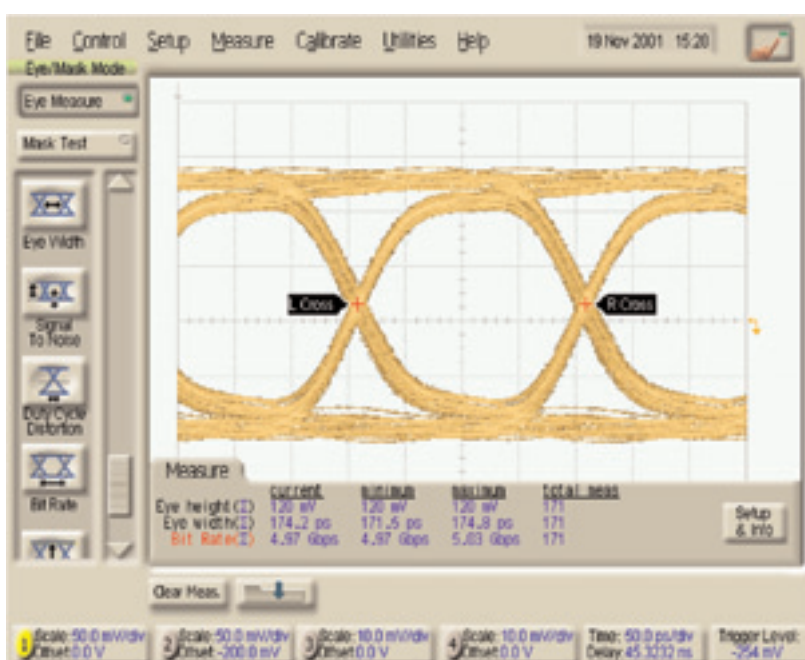 File Control Setup Measure Calibrate Utilities Help 19 Nov 2001 15:20
Eye/Mask Mode
Eye Measure
Mask Test
Eye Width
Signal
To Noise
Duty Cycle
Distortion
Bit Rate
L Cross
R Cross
Measure
current minimum maximum total meas
Eye height(I) 120 mV 120 mV 120 mV 171
Eye width(I) 174.2 ps 171.5 ps 174.8 ps 171
Bit Rate(I) 4.97 Gbps 4.97 Gbps 5.03 Gbps 171
Setup
& Info
Clear Meas.
1 Scale: 50.0 mV/div
Offset: 0.0 V
2 Scale: 50.0 mV/div
Offset: -200.0 mV
3 Scale: 10.0 mV/div
Offset: 0.0 V
4 Scale: 10.0 mV/div
Offset: 0.0 V
Time: 50.0 ps/div
Delay: 45.3232 ns
Trigger Level:
-254 mV